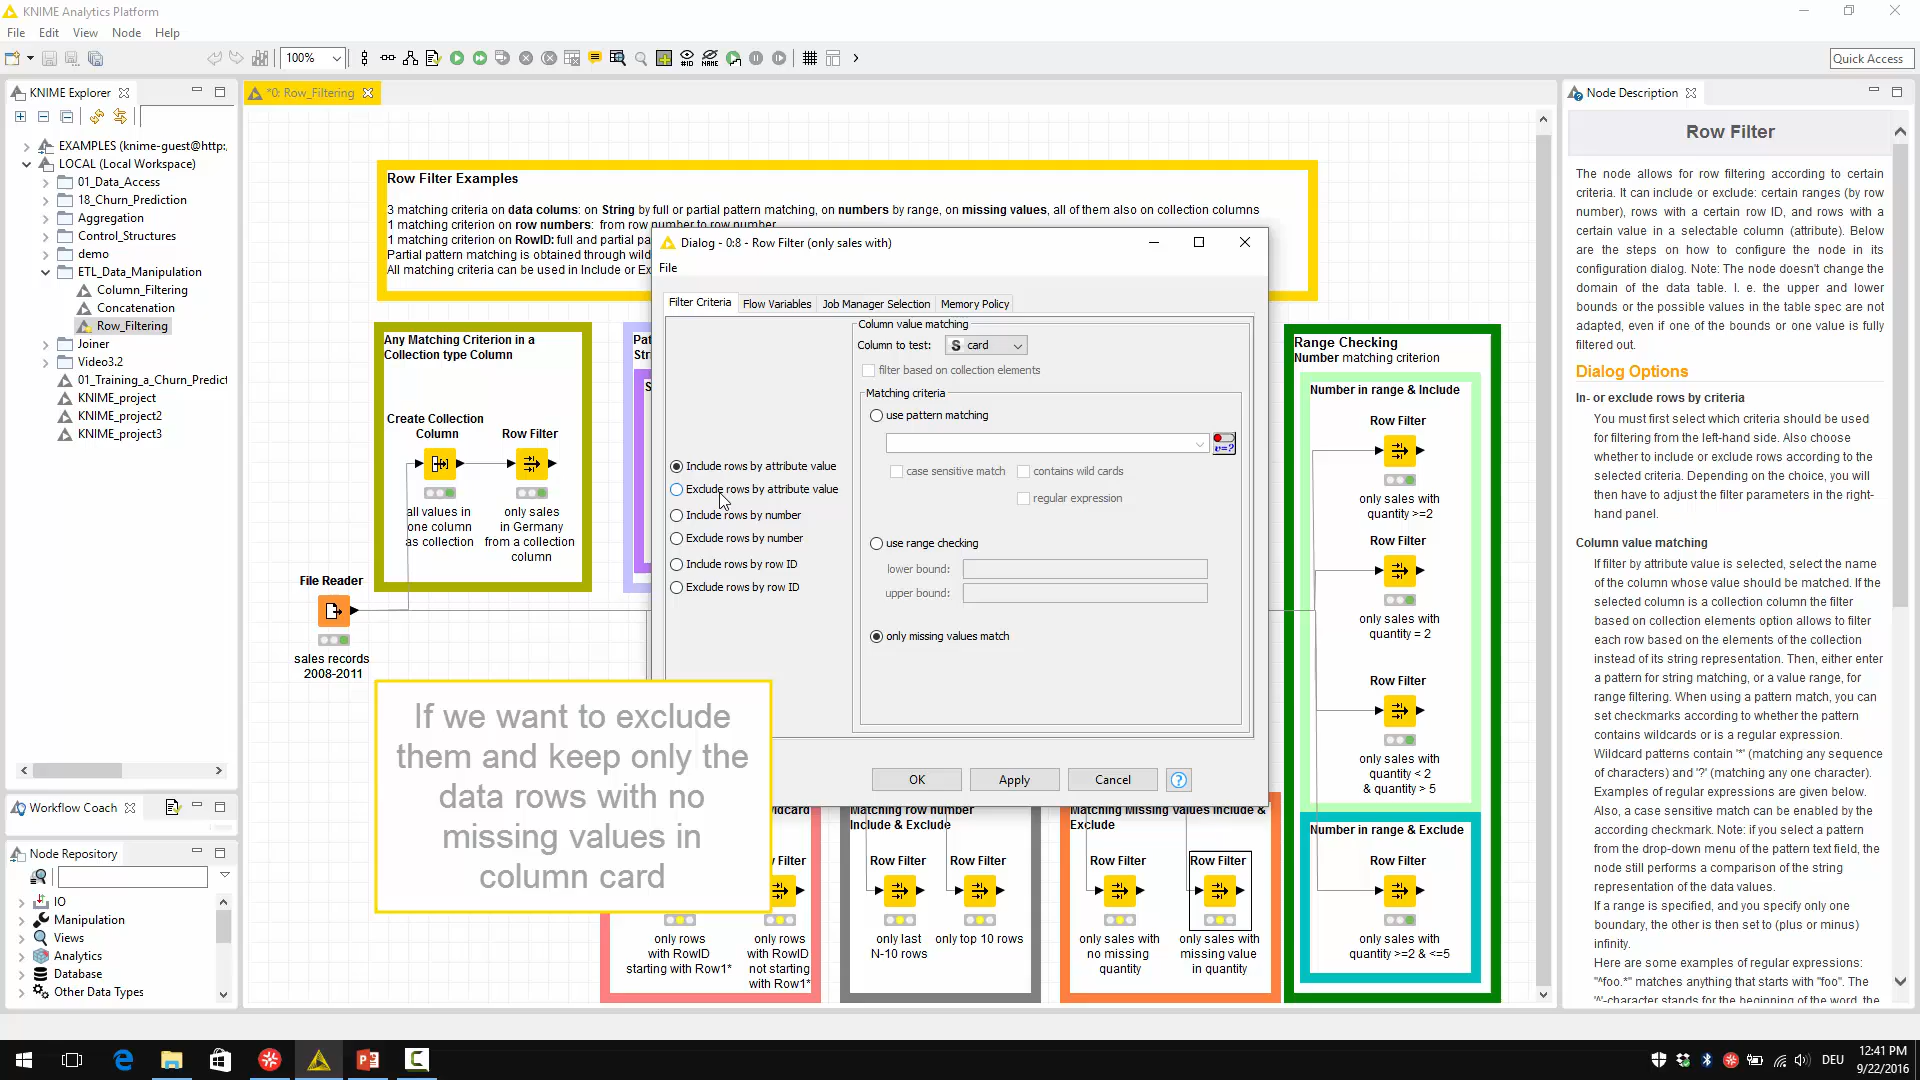 KNIME Analytics Platform
File Edit View Node Help
100%
Quick Access
KNIME Explorer
*0: Row_Filtering
Node Description
EXAMPLES (knime-guest@http:
LOCAL (Local Workspace)
01_Data_Access
18_Churn_Prediction
Aggregation
Control_Structures
demo
ETL_Data_Manipulation
Column_Filtering
Concatenation
Row_Filtering
Joiner
Video3.2
01_Training_a_Churn_Predict
KNIME_project
KNIME_project2
KNIME_project3
Workflow Coach
Node Repository
IO
Manipulation
Views
Analytics
Database
Other Data Types
Row Filter Examples
3 matching criteria on data colums: on String by full or partial pattern matching, on numbers by range, on missing values, all of them also on collection columns
1 matching criterion on row numbers: from row number to row number
1 matching criterion on RowID: full and partial pa
Partial pattern matching is obtained through wild
All matching criteria can be used in Include or Ex
Any Matching Criterion in a
Collection type Column
Create Collection
Column
Row Filter
all values in
one column
as collection
only sales
in Germany
from a collection
column
File Reader
sales records
2008-2011
Pat
Stri
S
Dialog - 0:8 - Row Filter (only sales with)
File
Filter Criteria
Flow Variables
Job Manager Selection
Memory Policy
Include rows by attribute value
Exclude rows by attribute value
Include rows by number
Exclude rows by number
Include rows by row ID
Exclude rows by row ID
Column value matching
Column to test: S card
filter based on collection elements
Matching criteria
use pattern matching
v=?
case sensitive match
contains wild cards
regular expression
use range checking
lower bound:
upper bound:
only missing values match
OK
Apply
Cancel
?
If we want to exclude
them and keep only the
data rows with no
missing values in
column card
dcard
Filter
only rows
with RowID
starting with Row1*
only rows
with RowID
not starting
with Row1*
Matching row number
Include & Exclude
Row Filter
Row Filter
only last
N-10 rows
only top 10 rows
Matching Missing Values Include &
Exclude
Row Filter
Row Filter
only sales with
no missing
quantity
only sales with
missing value
in quantity
Range Checking
Number matching criterion
Number in range & Include
Row Filter
only sales with
quantity >=2
Row Filter
only sales with
quantity = 2
Row Filter
only sales with
quantity < 2
& quantity > 5
Number in range & Exclude
Row Filter
only sales with
quantity >=2 & <=5
Row Filter
The node allows for row filtering according to certain
criteria. It can include or exclude: certain ranges (by row
number), rows with a certain row ID, and rows with a
certain value in a selectable column (attribute). Below
are the steps on how to configure the node in its
configuration dialog. Note: The node doesn't change the
domain of the data table. I. e. the upper and lower
bounds or the possible values in the table spec are not
adapted, even if one of the bounds or one value is fully
filtered out.
Dialog Options
In- or exclude rows by criteria
You must first select which criteria should be used
for filtering from the left-hand side. Also choose
whether to include or exclude rows according to the
selected criteria. Depending on the choice, you will
then have to adjust the filter parameters in the right-
hand panel.
Column value matching
If filter by attribute value is selected, select the name
of the column whose value should be matched. If the
selected column is a collection column the filter
based on collection elements option allows to filter
each row based on the elements of the collection
instead of its string representation. Then, either enter
a pattern for string matching, or a value range, for
range filtering. When using a pattern match, you can
set checkmarks according to whether the pattern
contains wildcards or is a regular expression.
Wildcard patterns contain '*' (matching any sequence
of characters) and '?' (matching any one character).
Examples of regular expressions are given below.
Also, a case sensitive match can be enabled by the
according checkmark. Note: if you select a pattern
from the drop-down menu of the pattern text field, the
node still performs a comparison of the string
representation of the data values.
If a range is specified, and you specify only one
boundary, the other is then set to (plus or minus)
infinity.
Here are some examples of regular expressions:
"^foo.*" matches anything that starts with "foo". The
'^'-character stands for the beginning of the word, the
DEU
12:41 PM
9/22/2016